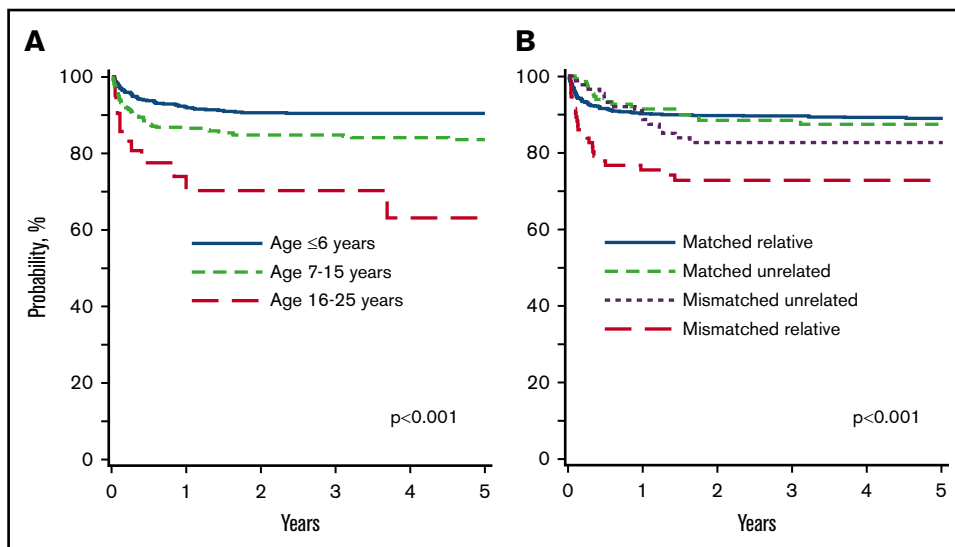 A
Probability, %
100
80
60
40
20
0
Age ≤6 years
Age 7-15 years
Age 16-25 years
p<0.001
0 1 2 3 4 5
Years
B
100
80
60
40
20
0
Matched relative
Matched unrelated
Mismatched unrelated
Mismatched relative
p<0.001
0 1 2 3 4 5
Years